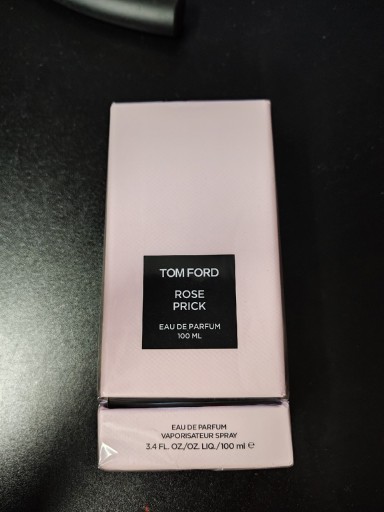 TOM FORD
ROSE
PRICK
EAU DE PARFUM
100 ML
EAU DE PARFUM
VAPORISATEUR SPRAY
3.4 FL. OZ./OZ. LIQ./100 ml ℮